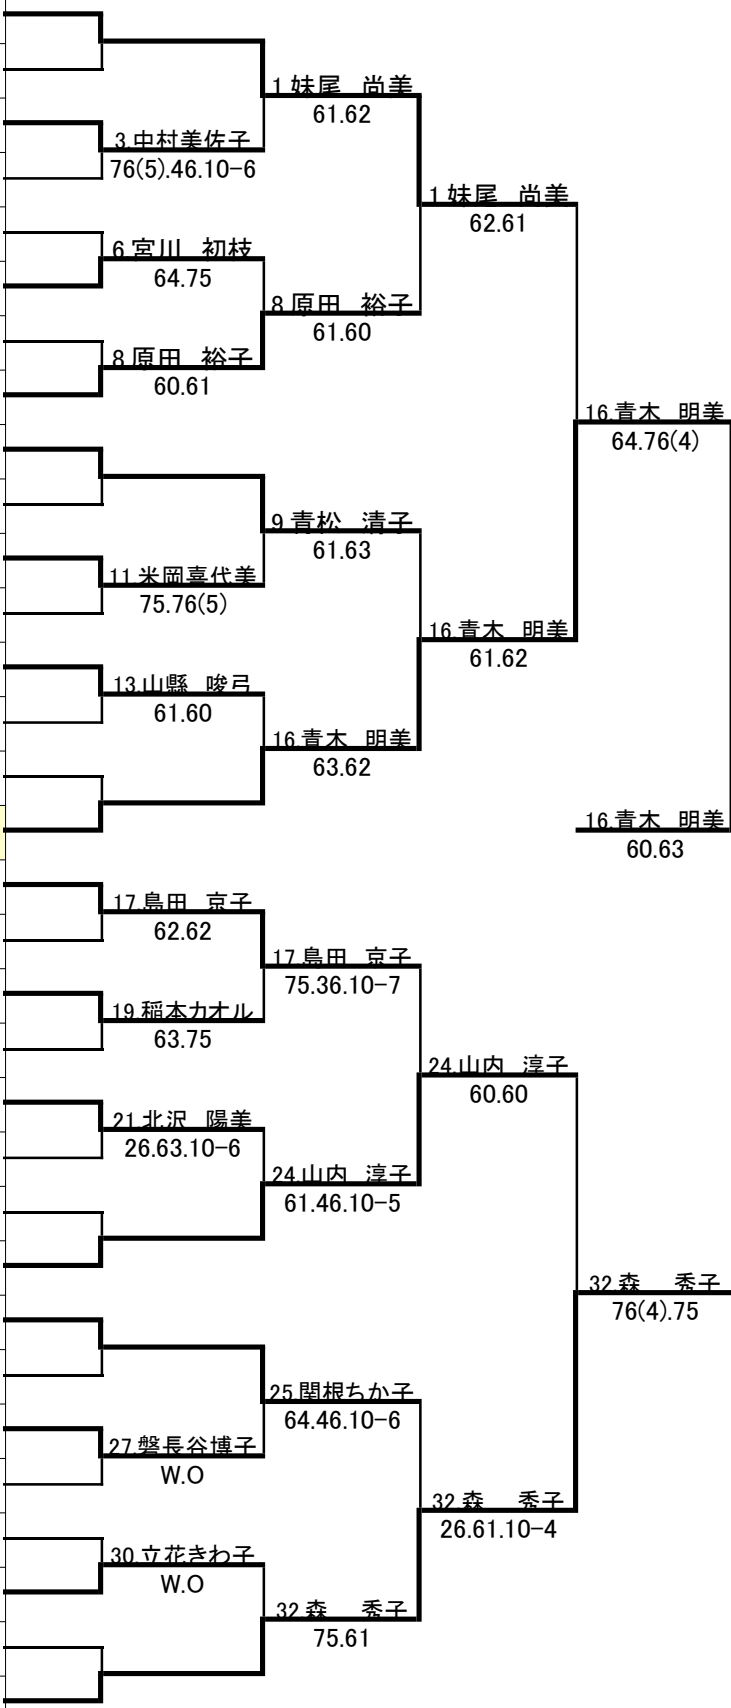 1 妹尾　尚美
61.62
3.中村美佐子
76(5).46.10-6
1 妹尾　尚美
62.61
6 宮川　初枝
64.75
8 原田　裕子
61.60
8 原田　裕子
60.61
16.青木　明美
64.76(4)
9 青松　清子
61.63
11.米岡喜代美
75.76(5)
16.青木　明美
61.62
13.山縣　唆弓
61.60
16.青木　明美
63.62
16.青木　明美
60.63
17.島田　京子
62.62
17.島田　京子
75.36.10-7
19.稲本カオル
63.75
24.山内　淳子
60.60
21.北沢　陽美
26.63.10-6
24.山内　淳子
61.46.10-5
32.森　　秀子
76(4).75
25.関根ちか子
64.46.10-6
27.磐長谷博子
W.O
32.森　　秀子
26.61.10-4
30.立花きわ子
W.O
32.森　　秀子
75.61